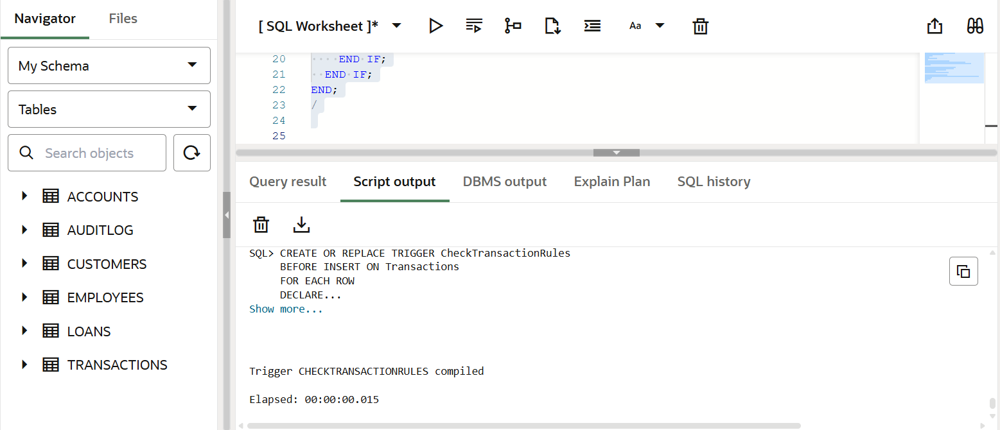 Navigator Files
My Schema
Tables
Search objects
ACCOUNTS
AUDITLOG
CUSTOMERS
EMPLOYEES
LOANS
TRANSACTIONS
[ SQL Worksheet ]* Aa
20 ····END·IF;
21 ··END·IF;
22 END;
23 /
24
25
Query result Script output DBMS output Explain Plan SQL history
SQL> CREATE OR REPLACE TRIGGER CheckTransactionRules
BEFORE INSERT ON Transactions
FOR EACH ROW
DECLARE...
Show more...
Trigger CHECKTRANSACTIONRULES compiled
Elapsed: 00:00:00.015